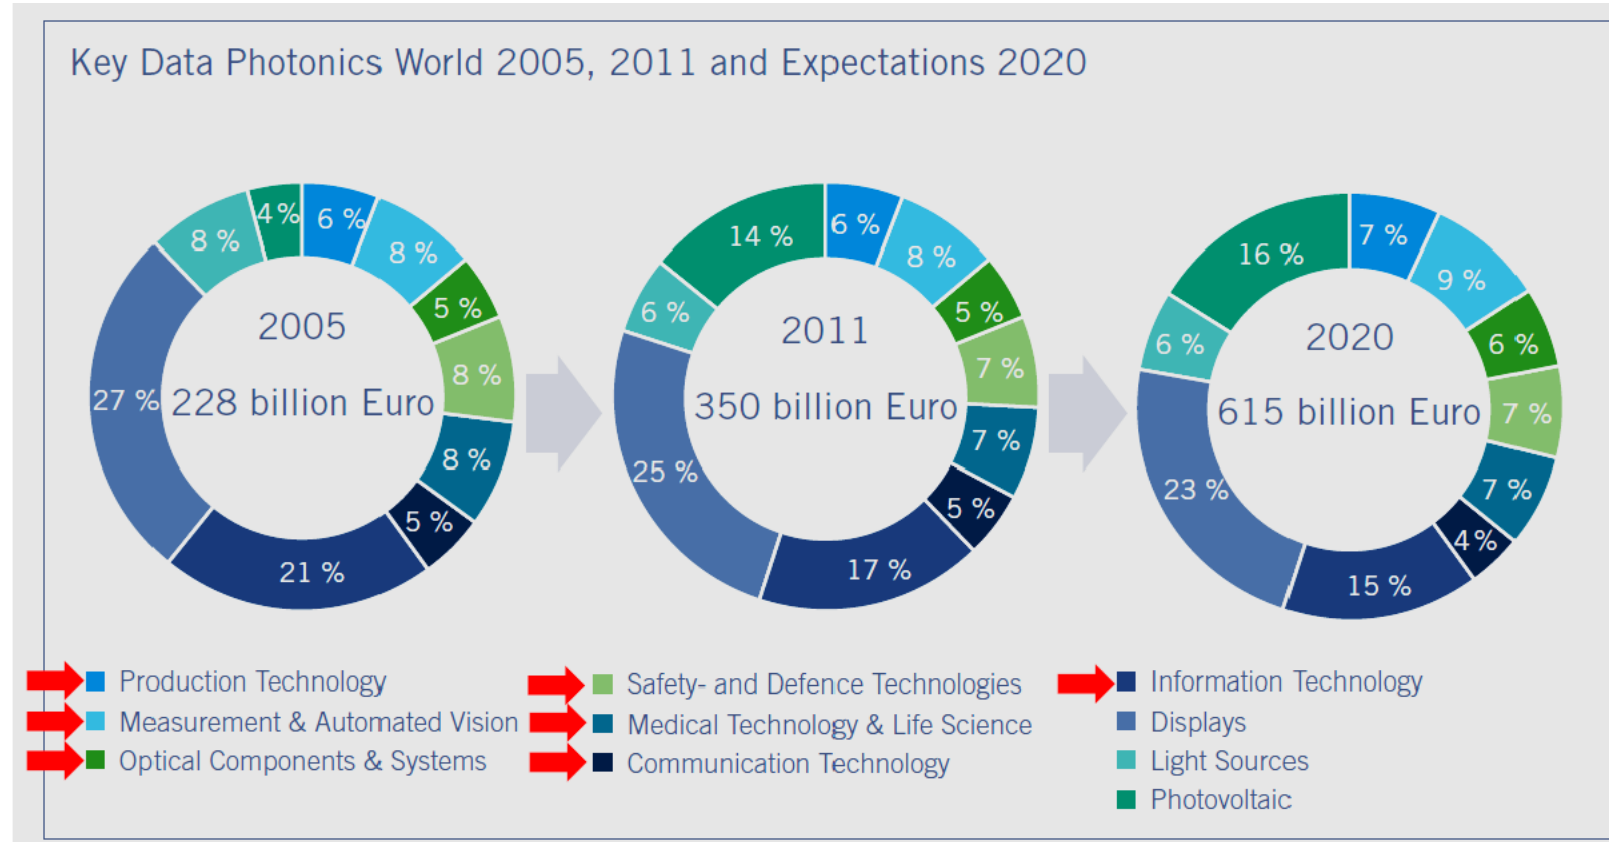 Key Data Photonics World 2005, 2011 and Expectations 2020
4 %
6 %
8 %
8 %
5 %
2005
8 %
27 %
228 billion Euro
8 %
5 %
21 %
14 %
6 %
8 %
6 %
5 %
2011
7 %
350 billion Euro
7 %
25 %
5 %
17 %
16 %
7 %
9 %
6 %
6 %
2020
7 %
615 billion Euro
23 %
7 %
4 %
15 %
Production Technology
Measurement & Automated Vision
Optical Components & Systems
Safety- and Defence Technologies
Medical Technology & Life Science
Communication Technology
Information Technology
Displays
Light Sources
Photovoltaic